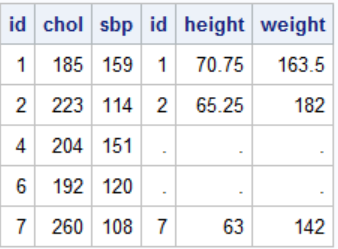 id chol sbp id height weight
1 185 159 1 70.75 163.5
2 223 114 2 65.25 182
4 204 151 . . .
6 192 120 . . .
7 260 108 7 63 142